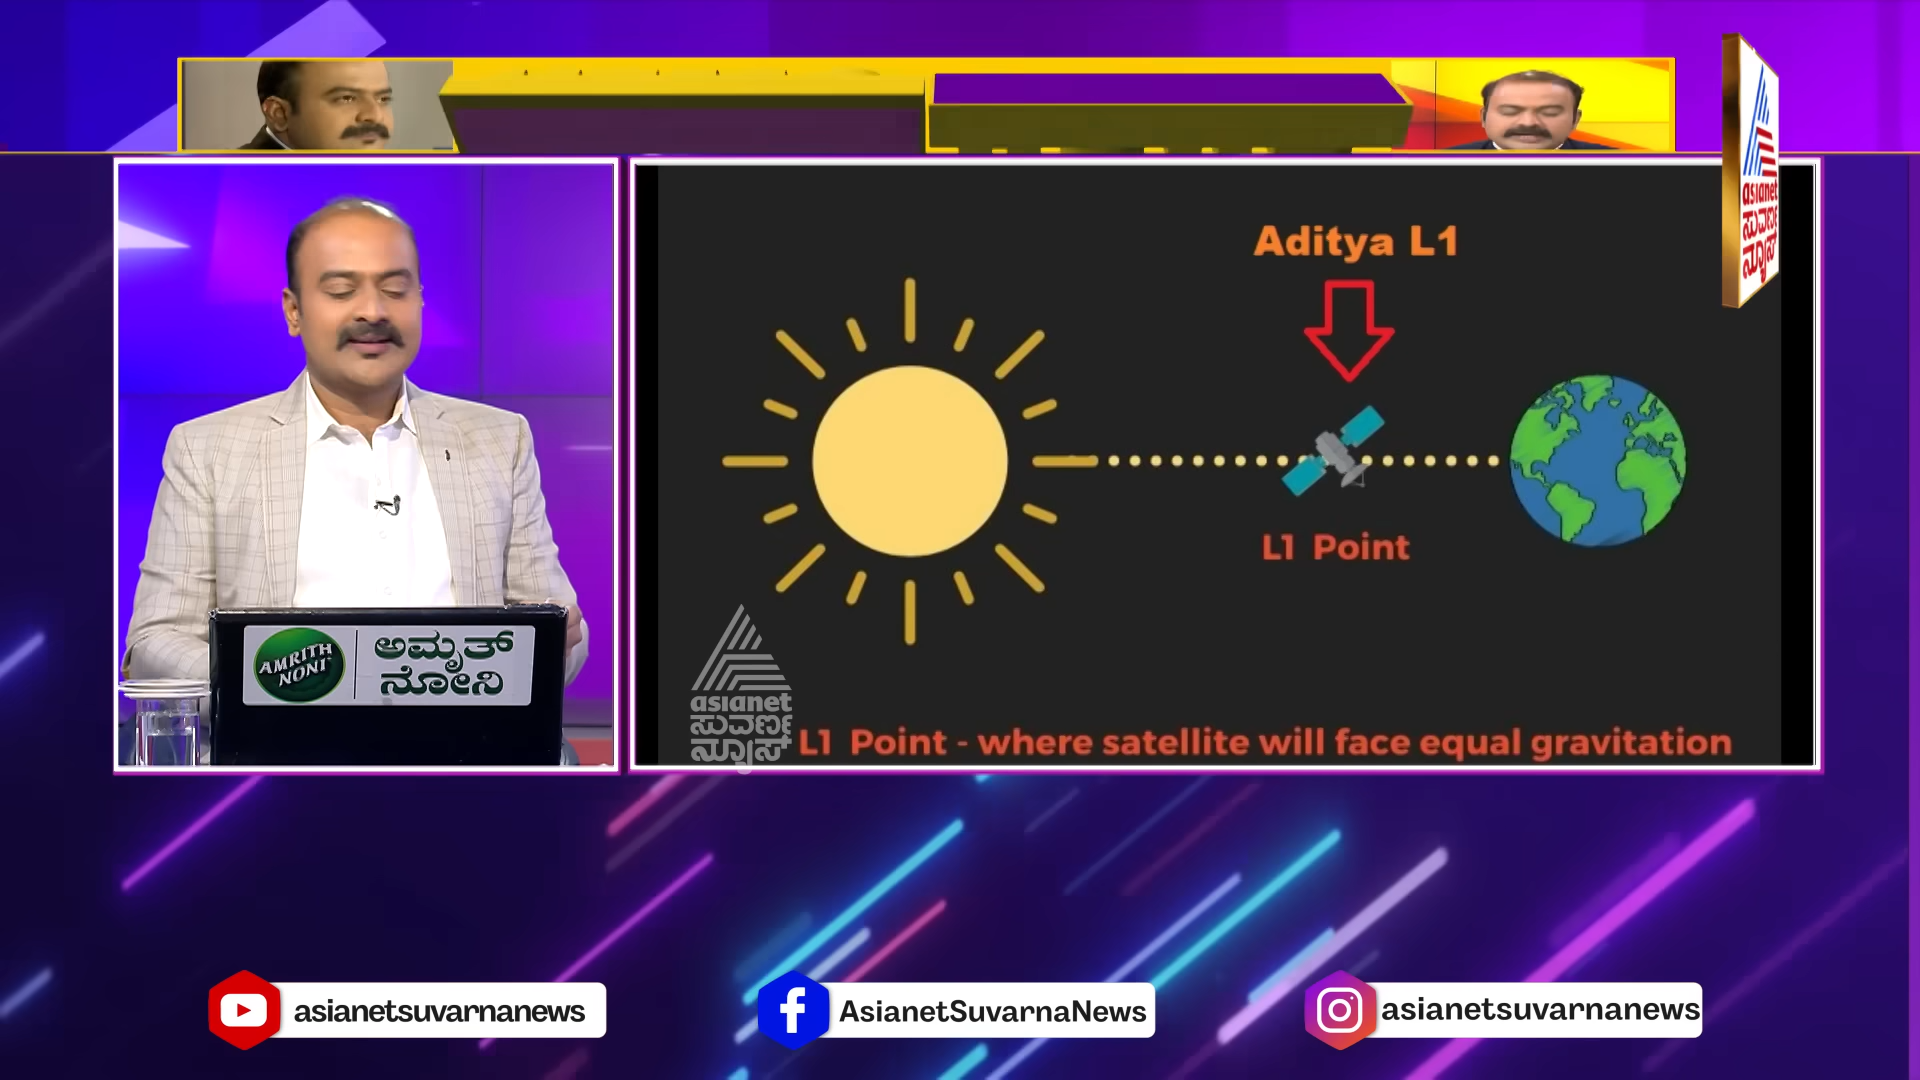 asianet
ಸುವರ್ಣ
ನ್ಯೂಸ್
Aditya L1
L1 Point
AMRITH
NONI
ಅಮೃತ್
ನೋನಿ
asianet
ಸುವರ್ಣ
ನ್ಯೂಸ್
L1 Point - where satellite will face equal gravitation
asianetsuvarnanews
AsianetSuvarnaNews
asianetsuvarnanews